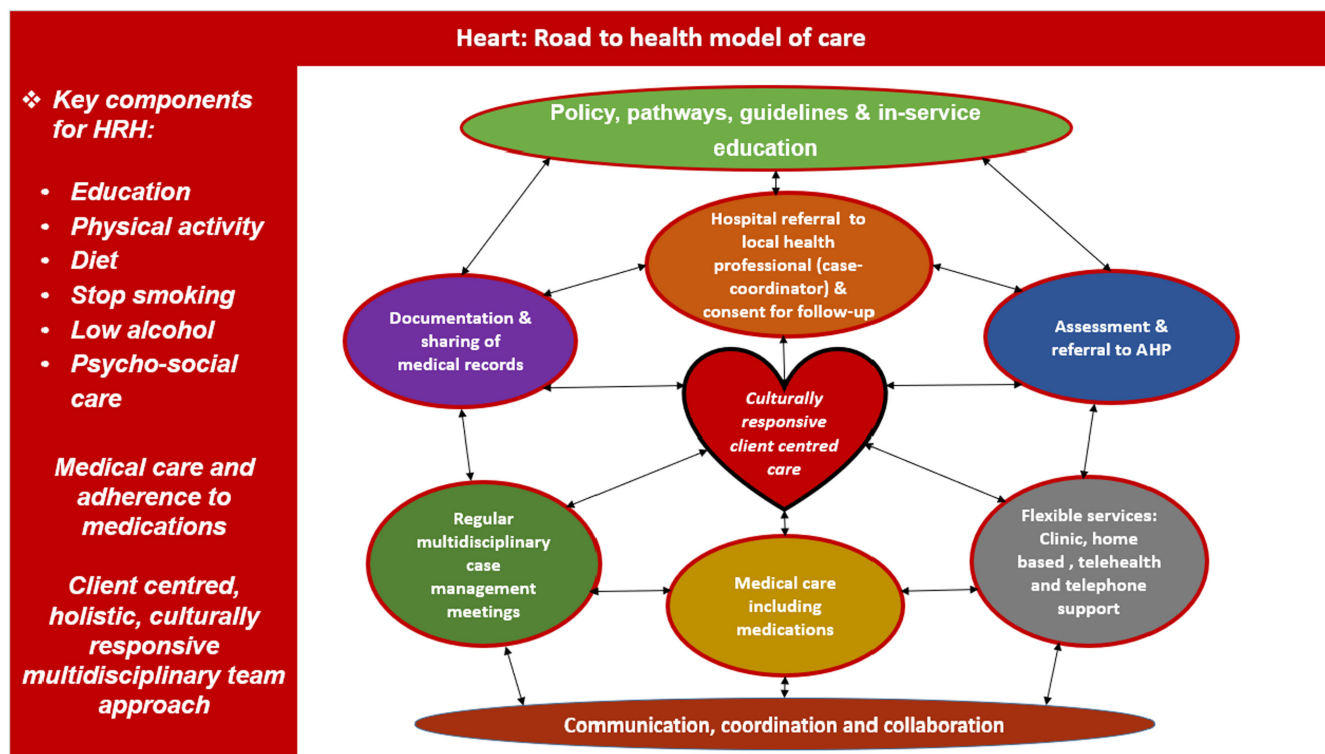 Heart: Road to health model of care
❖ Key components
for HRH:
• Education
• Physical activity
• Diet
• Stop smoking
• Low alcohol
• Psycho-social
care
Medical care and
adherence to
medications
Client centred,
holistic, culturally
responsive
multidisciplinary team
approach
Policy, pathways, guidelines & in-service
education
Hospital referral to
local health
professional (case-
coordinator) &
consent for follow-up
Documentation &
sharing of
medical records
Assessment &
referral to AHP
Culturally
responsive
client centred
care
Regular
multidisciplinary
case
management
meetings
Medical care
including
medications
Flexible services:
Clinic, home
based , telehealth
and telephone
support
Communication, coordination and collaboration